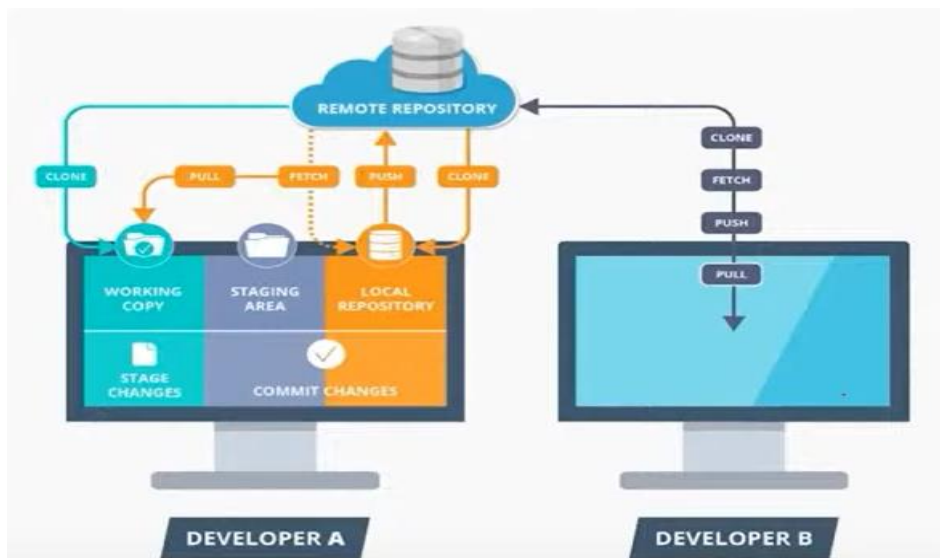 REMOTE REPOSITORY
CLONE
PULL
FETCH
PUSH
CLONE
WORKING
COPY
STAGING
AREA
LOCAL
REPOSITORY
STAGE
CHANGES
COMMIT CHANGES
DEVELOPER A
CLONE
FETCH
PUSH
PULL
DEVELOPER B